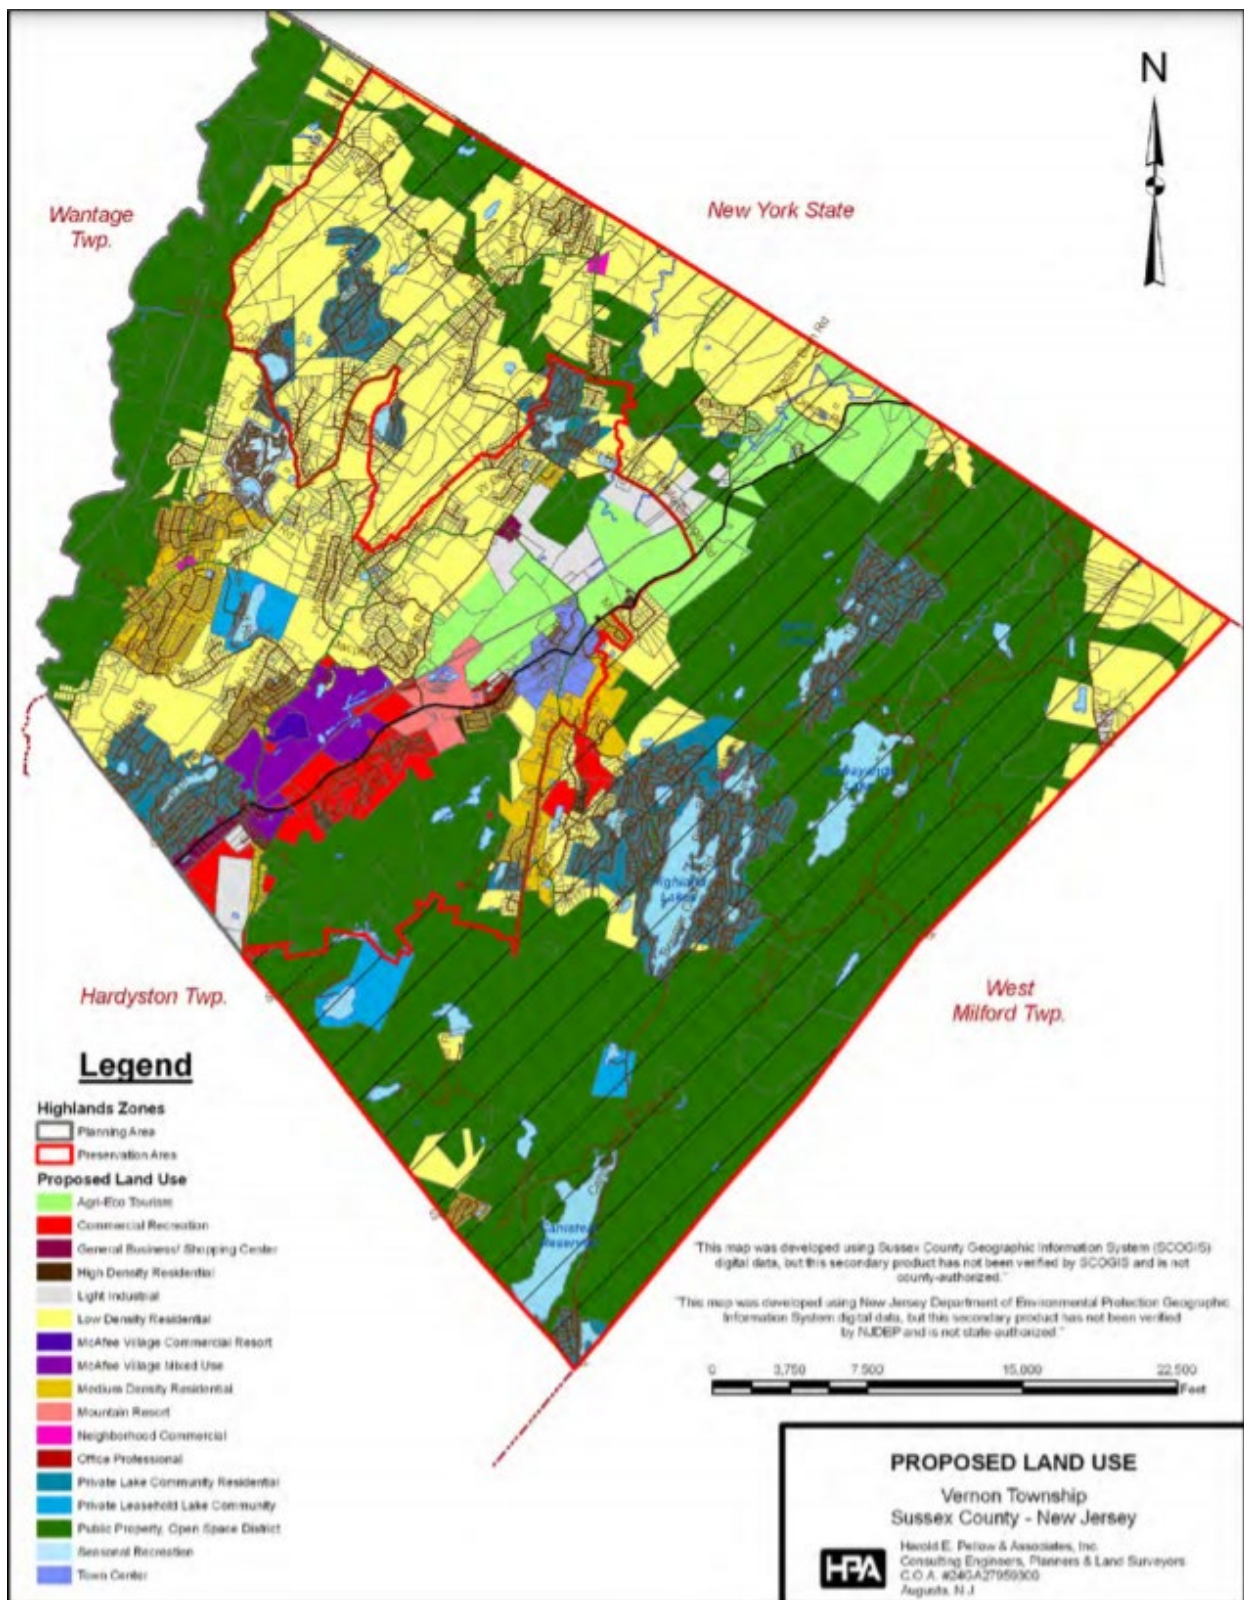 N
Wantage
Twp.
New York State
Highland
Lakes
Hardyston Twp.
West
Milford Twp.
Legend
Highlands Zones
Planning Area
Preservation Area
Proposed Land Use
Agri-Eco Tourism
Commercial Recreation
General Business/ Shopping Center
High Density Residential
Light Industrial
Low Density Residential
McAfee Village Commercial Resort
McAfee Village Mixed Use
Medium Density Residential
Mountain Resort
Neighborhood Commercial
Office Professional
Private Lake Community Residential
Private Leasehold Lake Community
Public Property, Open Space District
Seasonal Recreation
Town Center
"This map was developed using Sussex County Geographic Information System (SCOGIS)
digital data, but this secondary product has not been verified by SCOGIS and is not
county-authorized."
"This map was developed using New Jersey Department of Environmental Protection Geographic
Information System digital data, but this secondary product has not been verified
by NJDEP and is not state-authorized."
0 3,750 7,500 15,000 22,500
Feet
PROPOSED LAND USE
Vernon Township
Sussex County - New Jersey
HPA
Harold E. Pellow & Associates, Inc.
Consulting Engineers, Planners & Land Surveyors
C.O.A. #24GA27959300
Augusta, N.J.